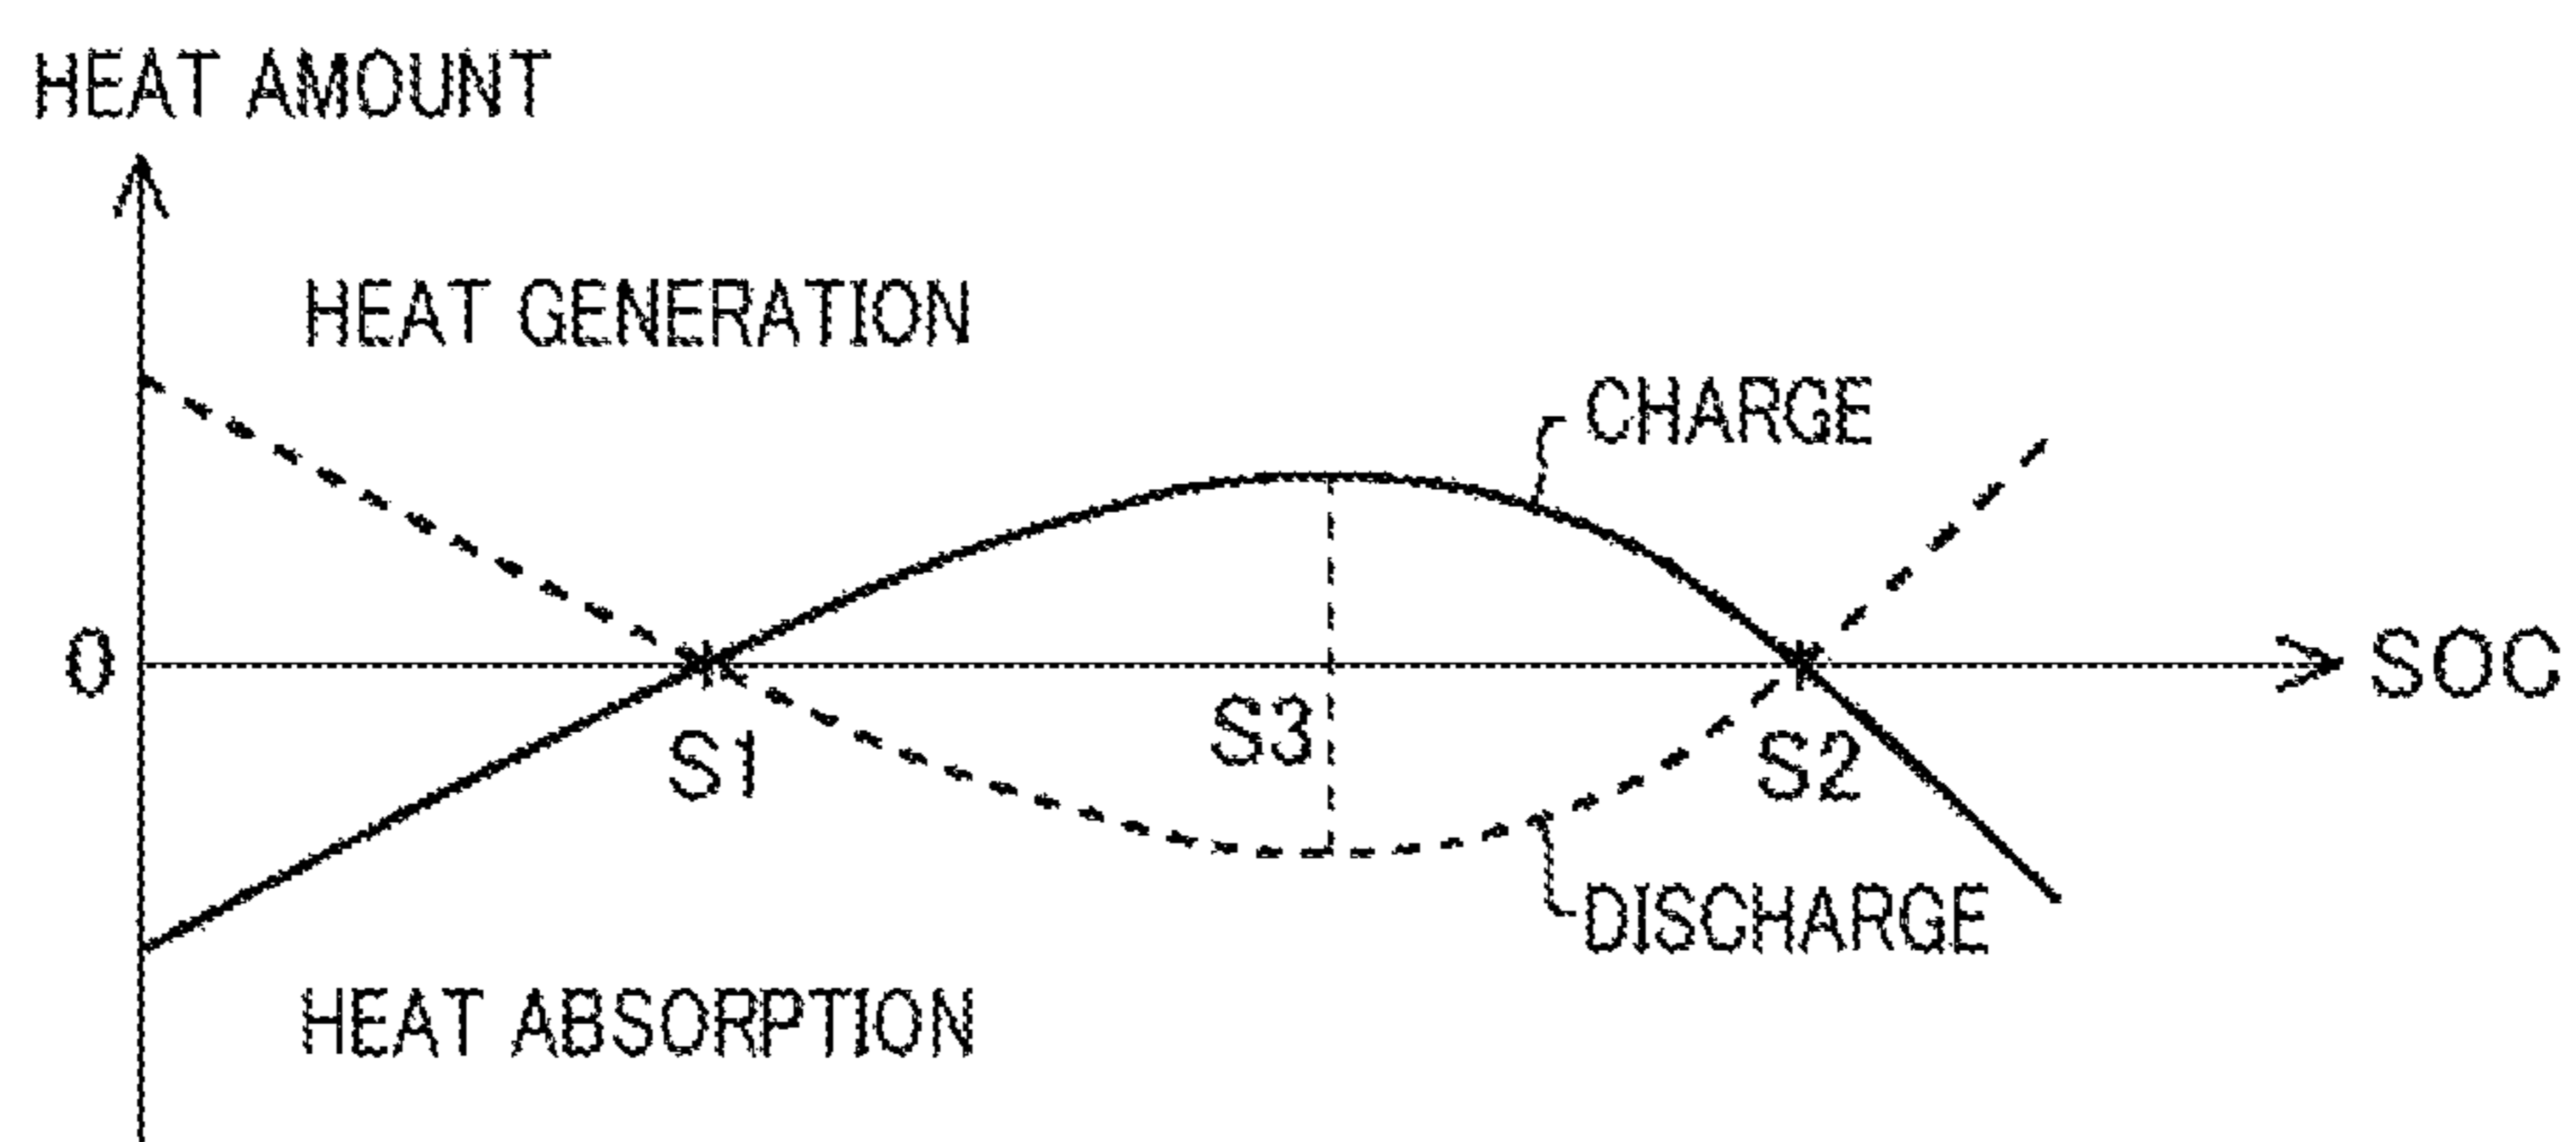 HEAT AMOUNT
HEAT GENERATION
CHARGE
0
SOC
S1
S3
S2
DISCHARGE
HEAT ABSORPTION